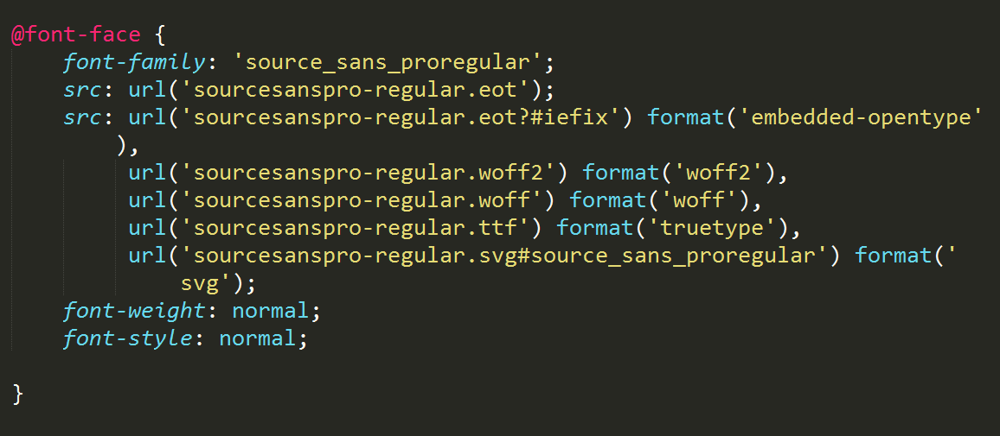 @font-face {
font-family: 'source_sans_proregular';
src: url('sourcesanspro-regular.eot');
src: url('sourcesanspro-regular.eot?#iefix') format('embedded-opentype'
),
url('sourcesanspro-regular.woff2') format('woff2'),
url('sourcesanspro-regular.woff') format('woff'),
url('sourcesanspro-regular.ttf') format('truetype'),
url('sourcesanspro-regular.svg#source_sans_proregular') format('
svg');
font-weight: normal;
font-style: normal;
}